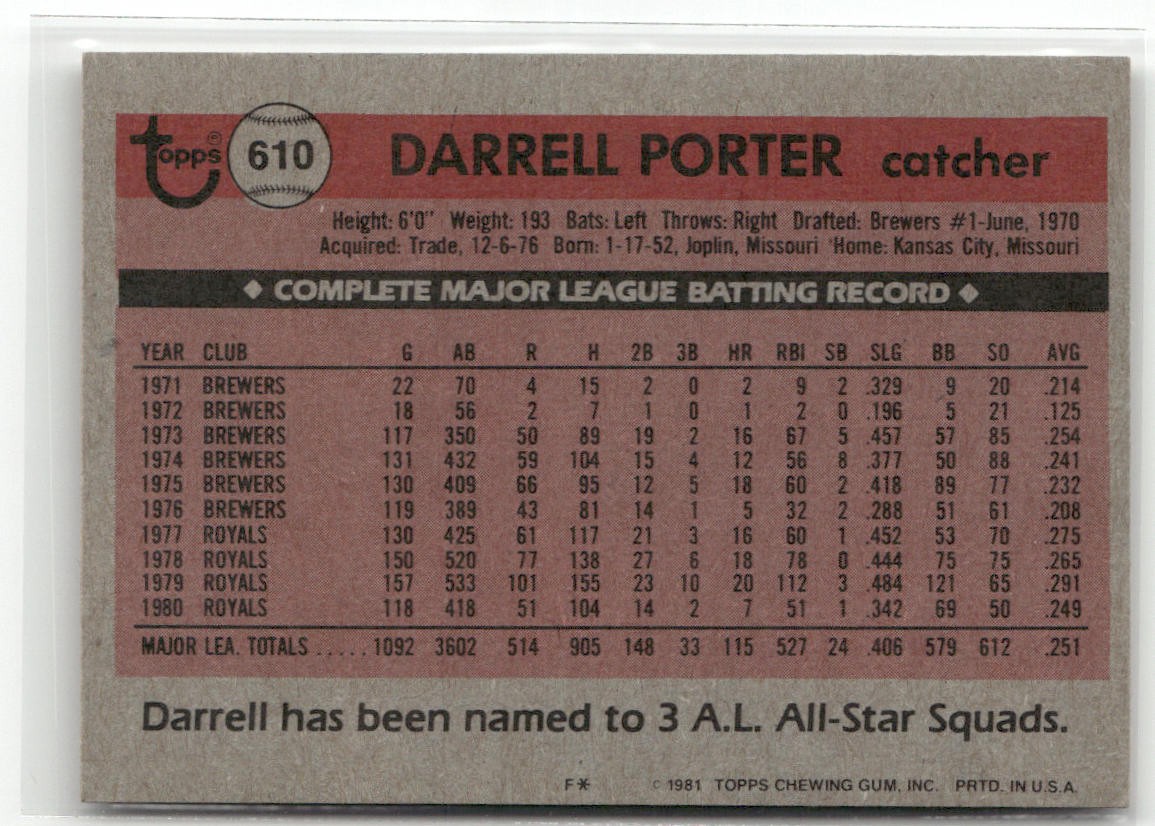 topps® 610 DARRELL PORTER catcher
Height: 6'0" Weight: 193 Bats: Left Throws: Right Drafted: Brewers #1-June, 1970
Acquired: Trade, 12-6-76 Born: 1-17-52, Joplin, Missouri Home: Kansas City, Missouri
◆ COMPLETE MAJOR LEAGUE BATTING RECORD ◆
YEAR CLUB G AB R H 2B 3B HR RBI SB SLG BB SO AVG
1971 BREWERS 22 70 4 15 2 0 2 9 2 .329 9 20 .214
1972 BREWERS 18 56 2 7 1 0 1 2 0 .196 5 21 .125
1973 BREWERS 117 350 50 89 19 2 16 67 5 .457 57 85 .254
1974 BREWERS 131 432 59 104 15 4 12 56 8 .377 50 88 .241
1975 BREWERS 130 409 66 95 12 5 18 60 2 .418 89 77 .232
1976 BREWERS 119 389 43 81 14 1 5 32 2 .288 51 61 .208
1977 ROYALS 130 425 61 117 21 3 16 60 1 .452 53 70 .275
1978 ROYALS 150 520 77 138 27 6 18 78 0 .444 75 75 .265
1979 ROYALS 157 533 101 155 23 10 20 112 3 .484 121 65 .291
1980 ROYALS 118 418 51 104 14 2 7 51 1 .342 69 50 .249
MAJOR LEA. TOTALS ..... 1092 3602 514 905 148 33 115 527 24 .406 579 612 .251
Darrell has been named to 3 A.L. All-Star Squads.
F* © 1981 TOPPS CHEWING GUM, INC. PRTD. IN U.S.A.